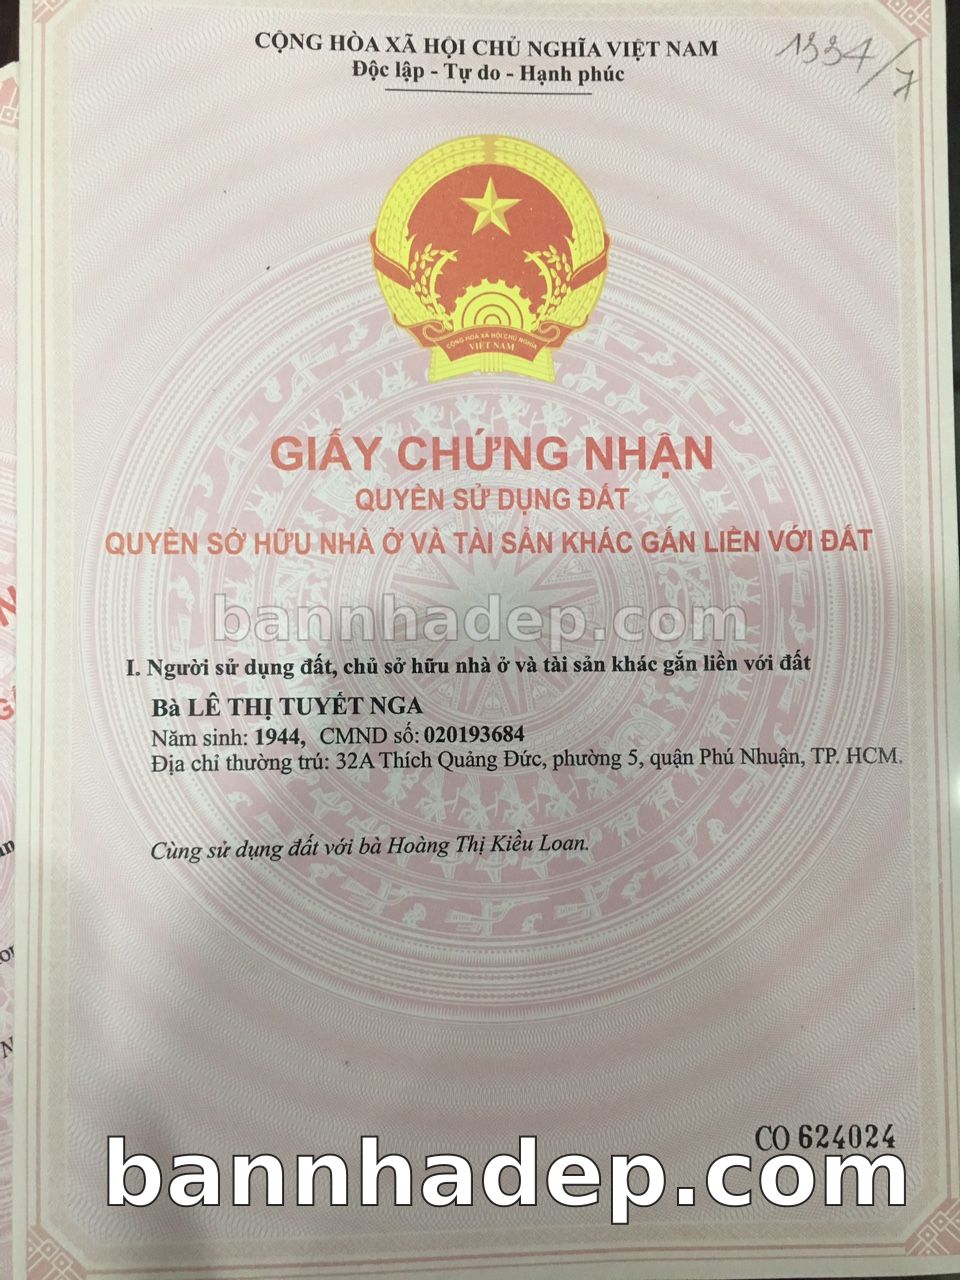 CỘNG HÒA XÃ HỘI CHỦ NGHĨA VIỆT NAM
Độc lập - Tự do - Hạnh phúc
1334/7
CỘNG HÒA XÃ HỘI CHỦ NGHĨA
VIỆT NAM
GIẤY CHỨNG NHẬN
QUYỀN SỬ DỤNG ĐẤT
QUYỀN SỞ HỮU NHÀ Ở VÀ TÀI SẢN KHÁC GẮN LIỀN VỚI ĐẤT
bannhadep.com
I. Người sử dụng đất, chủ sở hữu nhà ở và tài sản khác gắn liền với đất
Bà LÊ THỊ TUYẾT NGA
Năm sinh: 1944, CMND số: 020193684
Địa chỉ thường trú: 32A Thích Quảng Đức, phường 5, quận Phú Nhuận, TP. HCM.
Cùng sử dụng đất với bà Hoàng Thị Kiều Loan.
CO 624024
bannhadep.com